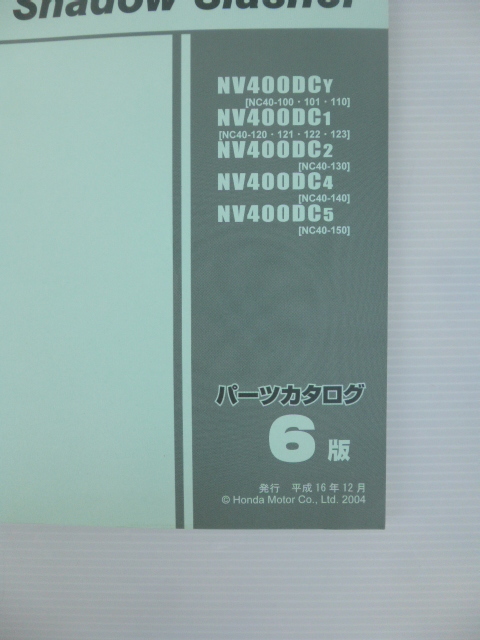 Shadow Slasher
NV400DCY
[NC40-100・101・110]
NV400DC1
[NC40-120・121・122・123]
NV400DC2
[NC40-130]
NV400DC4
[NC40-140]
NV400DC5
[NC40-150]
パーツカタログ
6版
発行 平成16年12月
© Honda Motor Co., Ltd. 2004